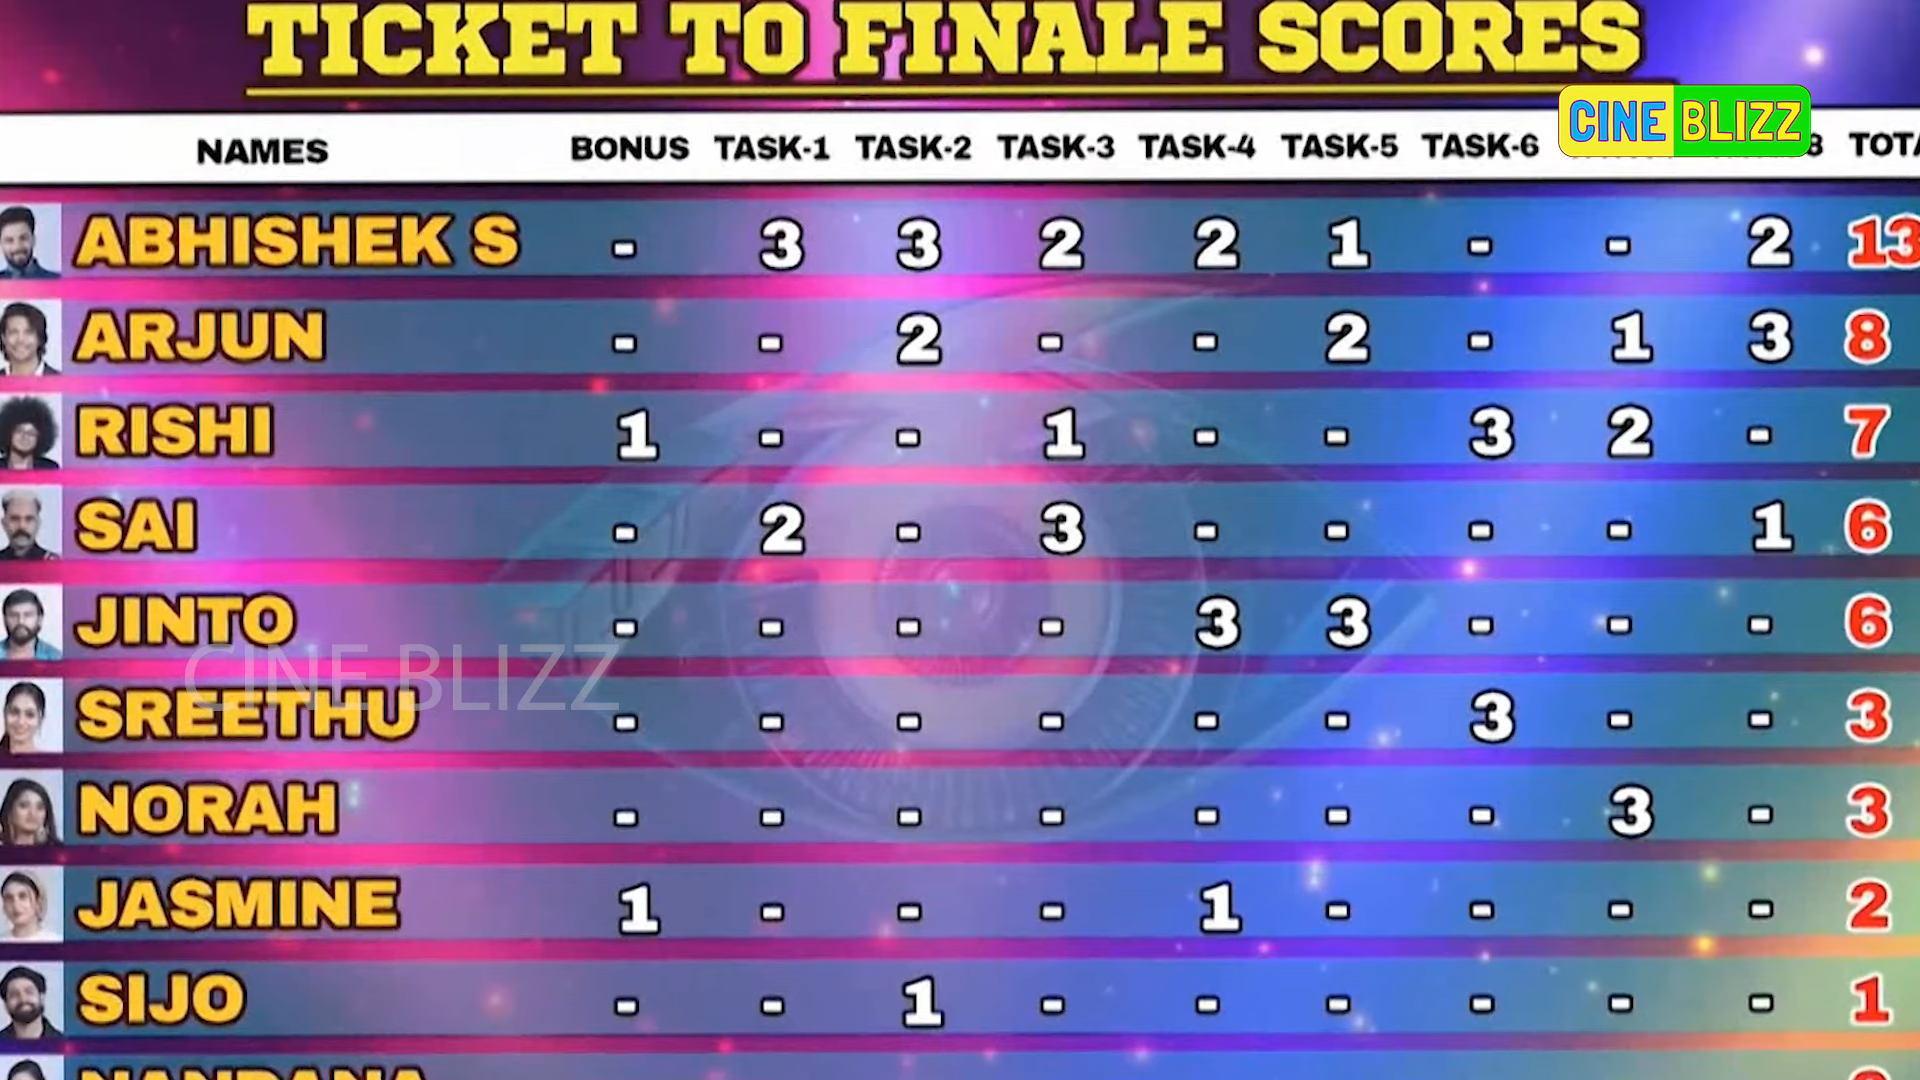 TICKET TO FINALE SCORES
CINE BLIZZ
NAMES BONUS TASK-1 TASK-2 TASK-3 TASK-4 TASK-5 TASK-6 8 TOTA
ABHISHEK S - 3 3 2 2 1 - - 2 13
ARJUN - - 2 - - 2 - 1 3 8
RISHI 1 - - 1 - - 3 2 - 7
SAI - 2 - 3 - - - - 1 6
JINTO - - - - 3 3 - - - 6
CINE BLIZZ
SREETHU - - - - - - 3 - - 3
NORAH - - - - - - - 3 - 3
JASMINE 1 - - - 1 - - - - 2
SIJO - - 1 - - - - - - 1